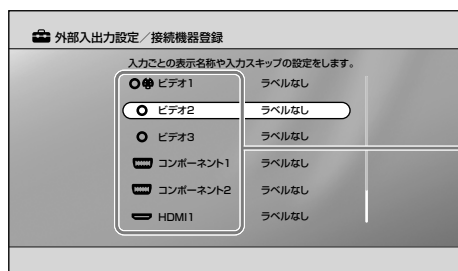 外部入出力設定／接続機器登録
入力ごとの表示名称や入力スキップの設定をします。
ビデオ1 ラベルなし
ビデオ2 ラベルなし
ビデオ3 ラベルなし
コンポーネント1 ラベルなし
コンポーネント2 ラベルなし
HDMI1 ラベルなし